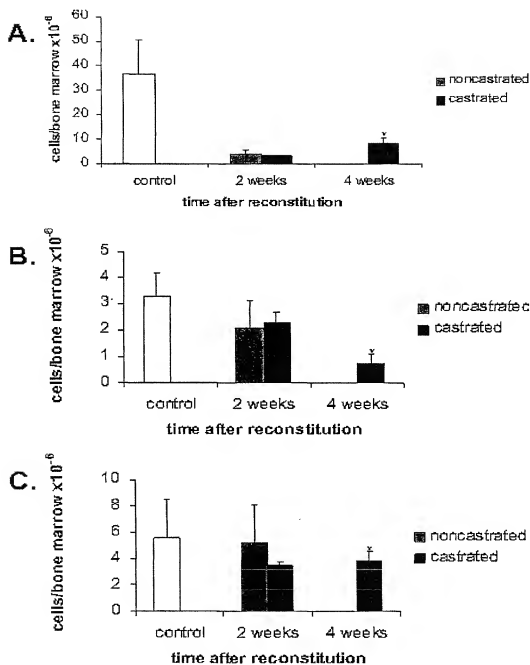 A.
cells/bone marrow x10⁻⁶
60
50
40
30
20
10
0
control 2 weeks 4 weeks
time after reconstitution
noncastrated
castrated
*
B.
cells/bone marrow x10⁻⁶
5
4
3
2
1
0
control 2 weeks 4 weeks
time after reconstitution
noncastratec
castrated
*
C.
cells/bone marrow x10⁻⁶
10
8
6
4
2
0
control 2 weeks 4 weeks
time after reconstitution
noncastrated
castrated
*